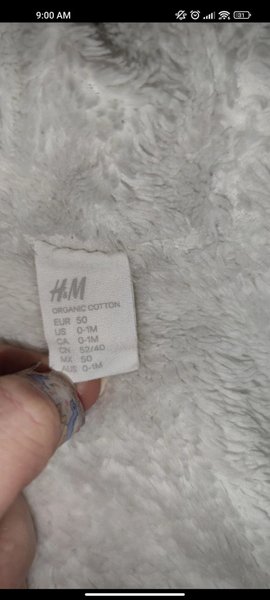 9:00 AM
31
H&M
ORGANIC COTTON
EUR 50
US 0-1M
CA 0-1M
CN 52/40
MX 50
AUS 0-1M